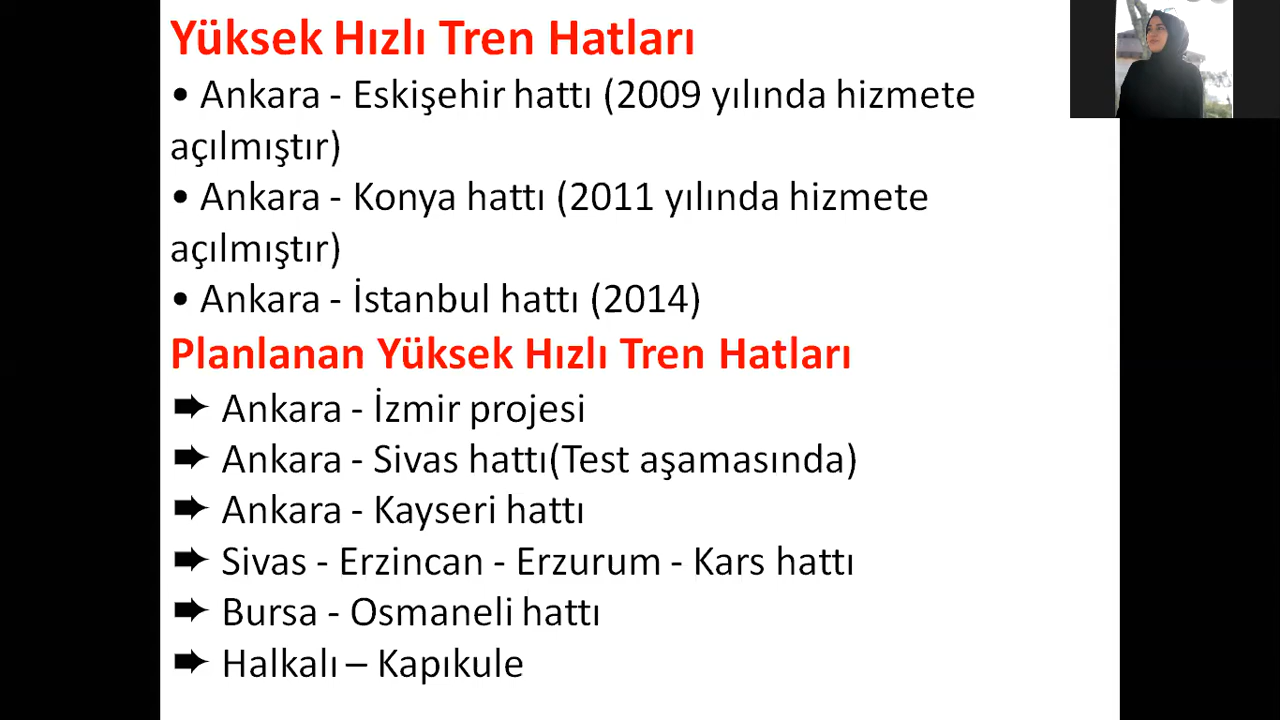 Yüksek Hızlı Tren Hatları
• Ankara - Eskişehir hattı (2009 yılında hizmete
açılmıştır)
• Ankara - Konya hattı (2011 yılında hizmete
açılmıştır)
• Ankara - İstanbul hattı (2014)
Planlanan Yüksek Hızlı Tren Hatları
➨ Ankara - İzmir projesi
➨ Ankara - Sivas hattı(Test aşamasında)
➨ Ankara - Kayseri hattı
➨ Sivas - Erzincan - Erzurum - Kars hattı
➨ Bursa - Osmaneli hattı
➨ Halkalı – Kapıkule